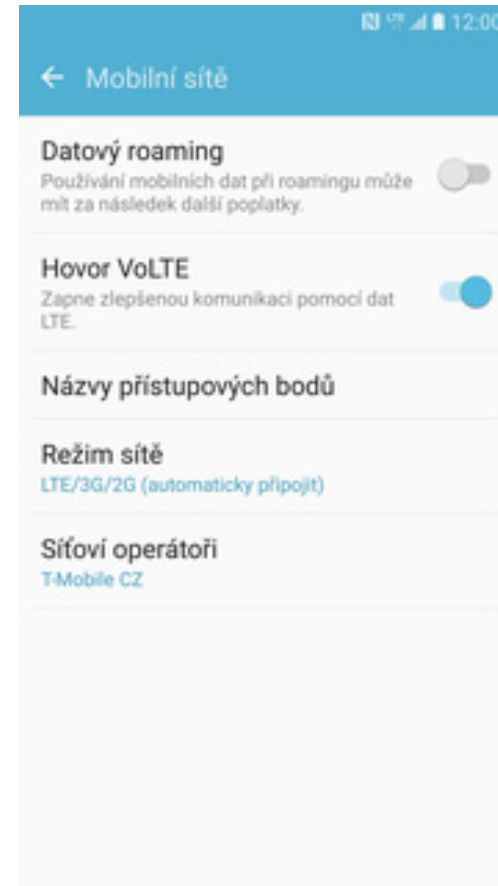 12:00
Mobilní sítě
Datový roaming
Používání mobilních dat při roamingu může
mít za následek další poplatky.
Hovor VoLTE
Zapne zlepšenou komunikaci pomocí dat
LTE.
Názvy přístupových bodů
Režim sítě
LTE/3G/2G (automaticky připojit)
Síťoví operátoři
T-Mobile CZ